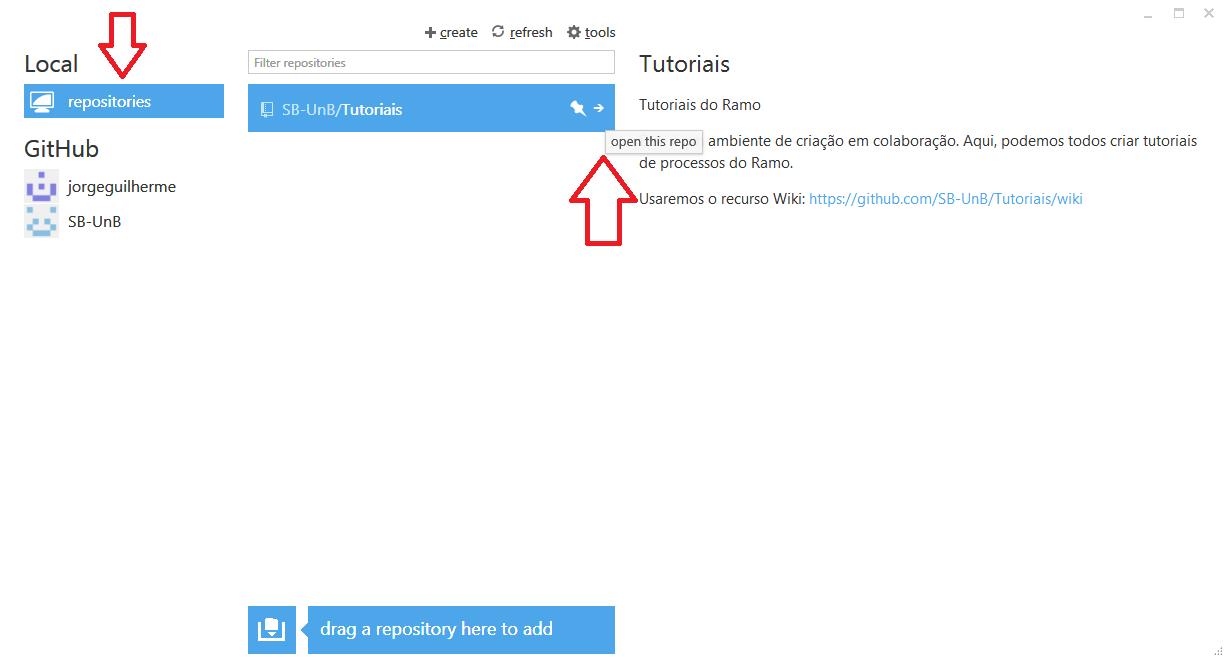 create refresh tools
Local
repositories
GitHub
jorgeguilherme
SB-UnB
Filter repositories
SB-UnB/Tutoriais
open this repo
drag a repository here to add
Tutoriais
Tutoriais do Ramo
ambiente de criação em colaboração. Aqui, podemos todos criar tutoriais
de processos do Ramo.
Usaremos o recurso Wiki: https://github.com/SB-UnB/Tutoriais/wiki